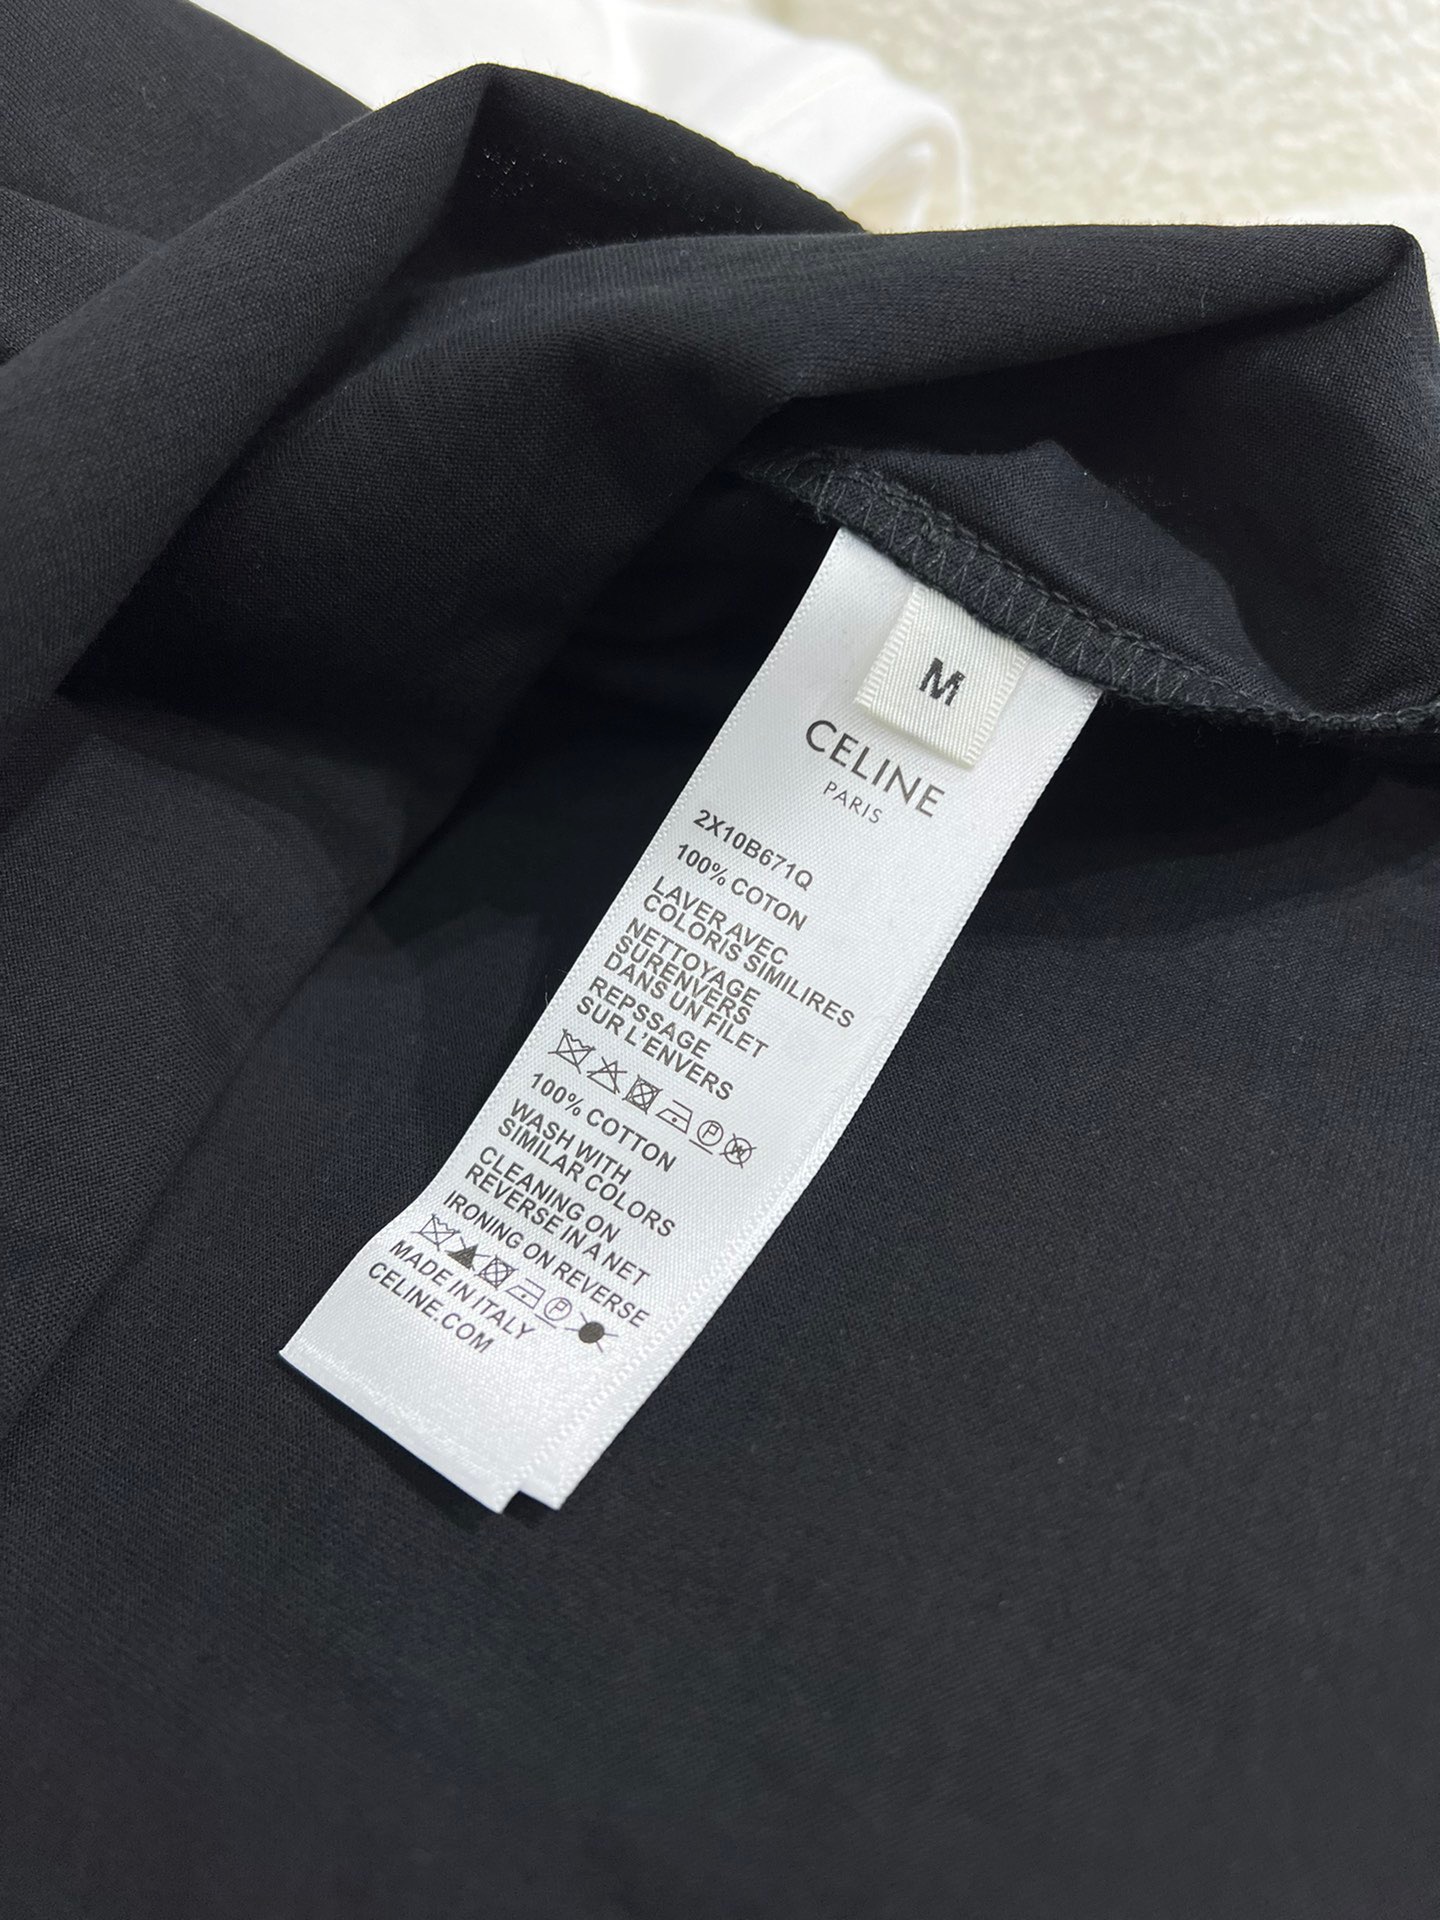 M
CELINE
PARIS
2X10B671Q
100% COTON
LAVER AVEC
COLORIS SIMILIRES
NETTOYAGE
SURENVERS
DANS UN FILET
REPSSAGE
SUR L'ENVERS
P W
100% COTTON
WASH WITH
SIMILAR COLORS
CLEANING ON
REVERSE IN A NET
IRONING ON REVERSE
P
MADE IN ITALY
CELINE.COM